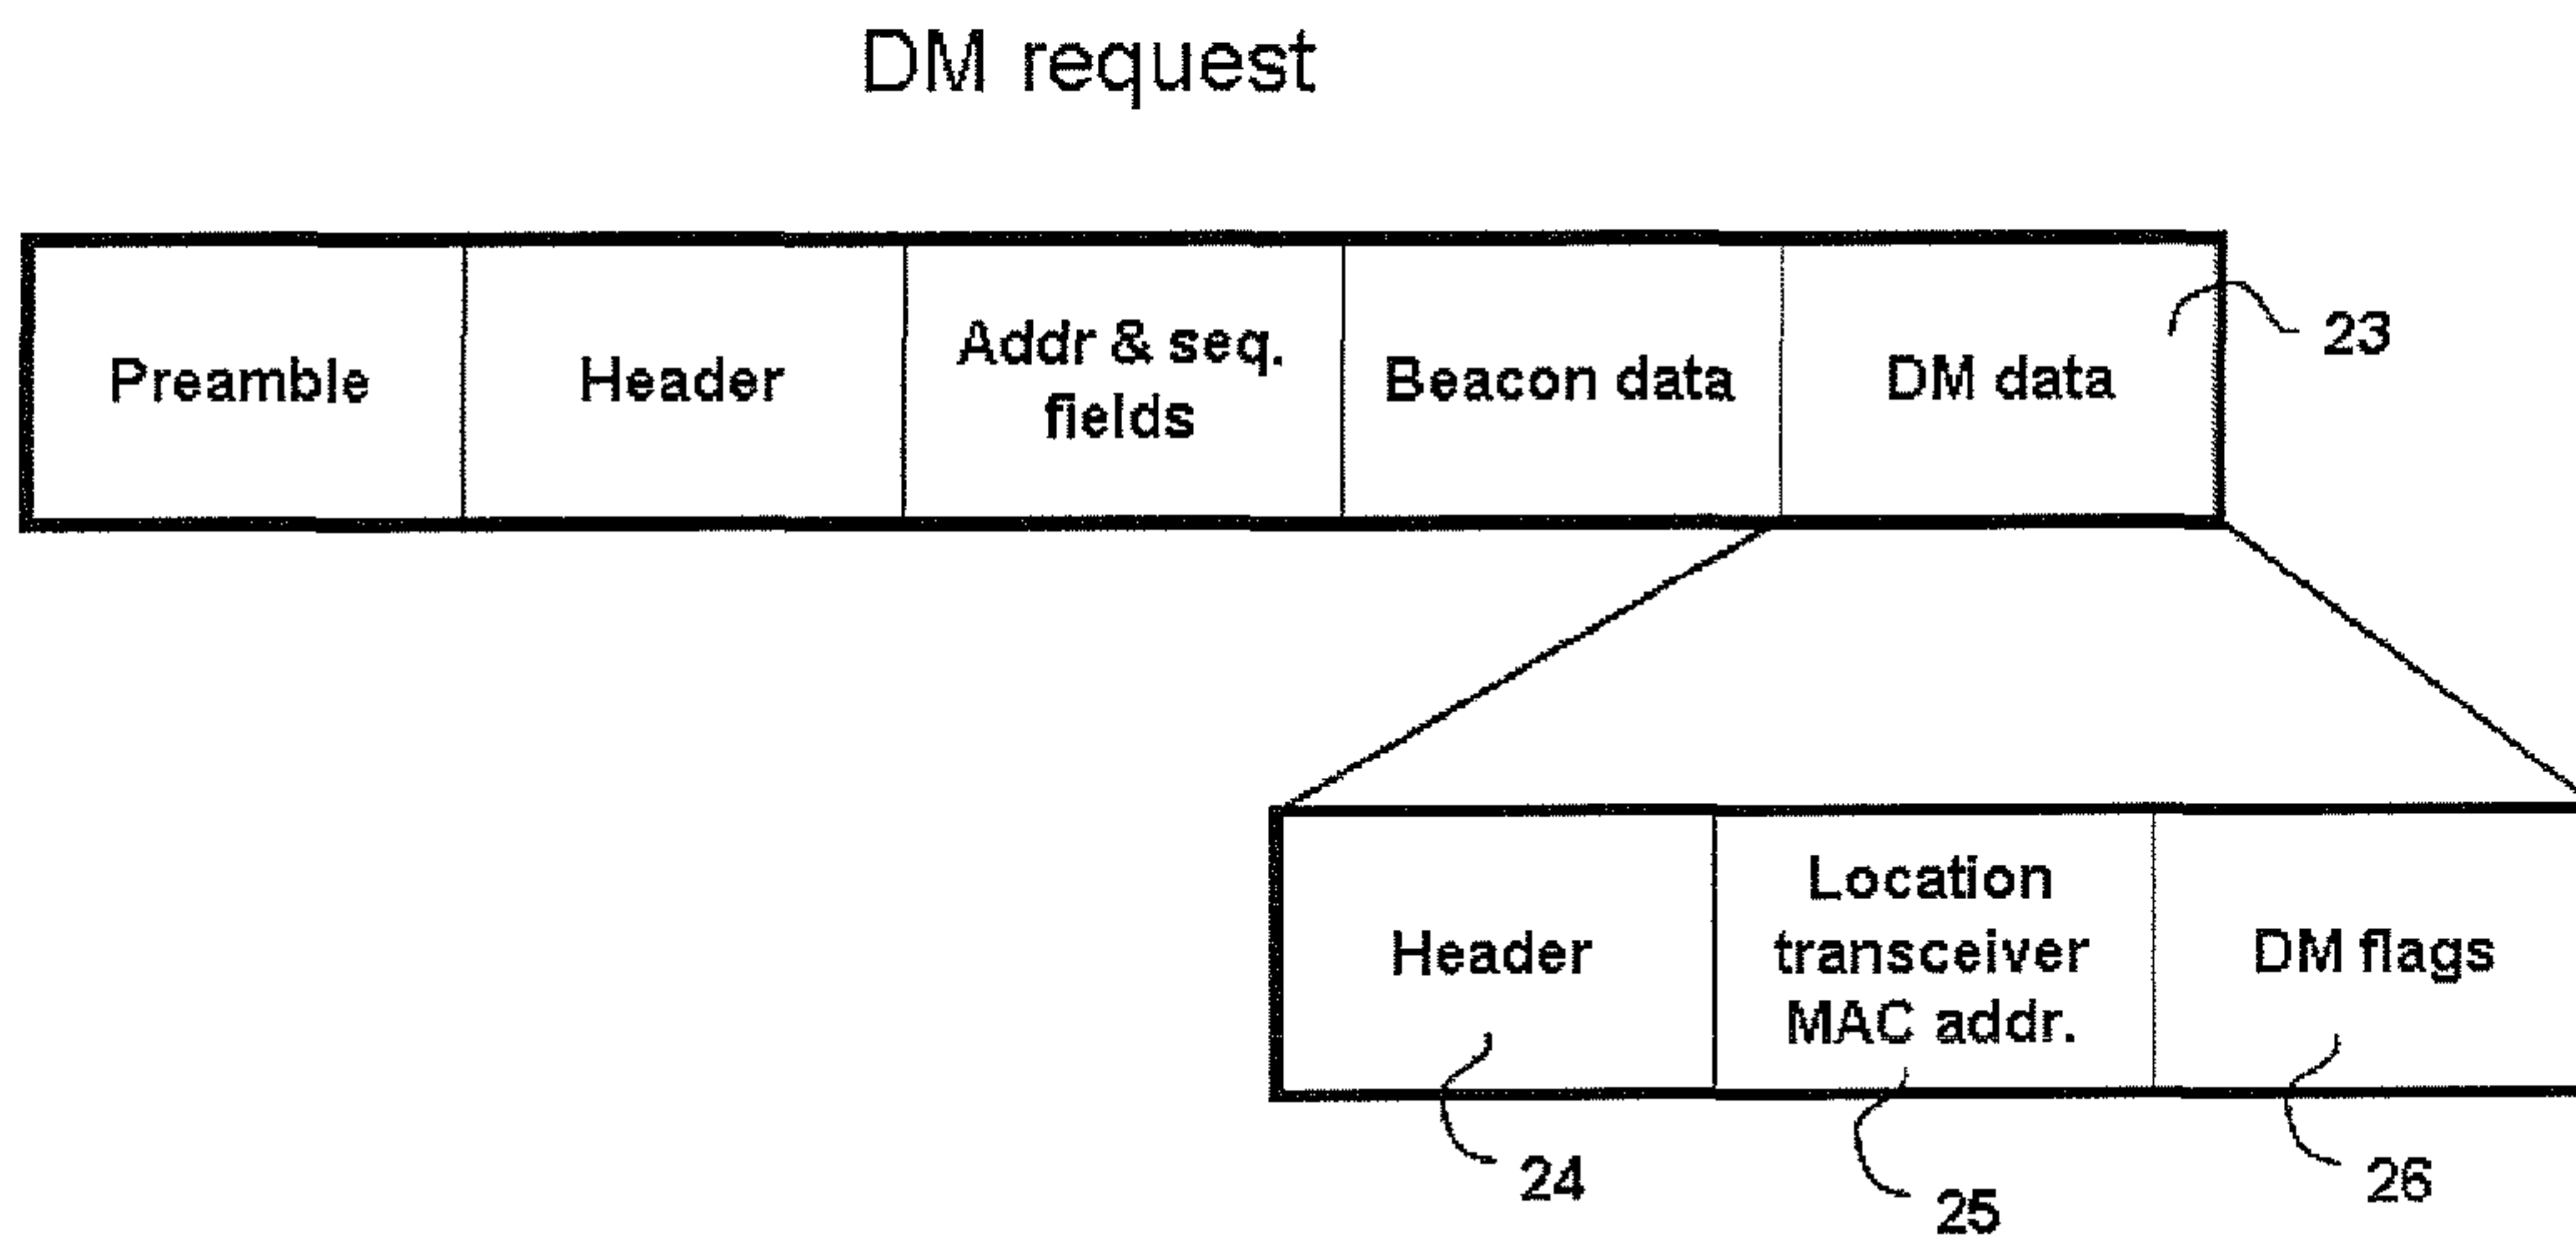 DM request
Preamble
Header
Addr & seq.
fields
Beacon data
DM data
23
Header
Location
transceiver
MAC addr.
DM flags
24
25
26